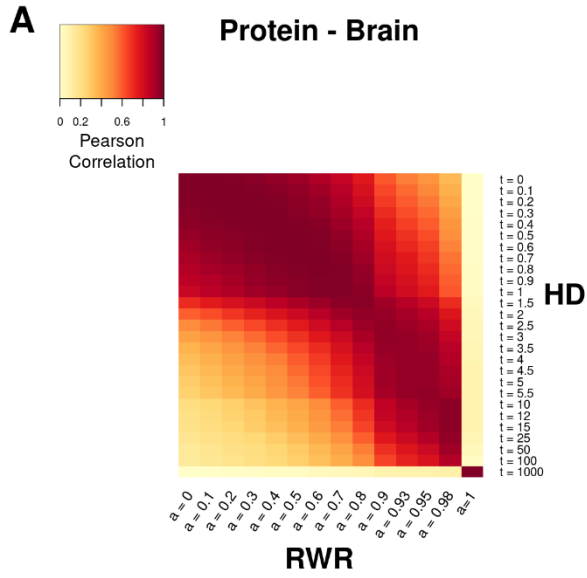 A
Protein - Brain
0 0.2 0.6 1
Pearson
Correlation
t = 0
t = 0.1
t = 0.2
t = 0.3
t = 0.4
t = 0.5
t = 0.6
t = 0.7
t = 0.8
t = 0.9
t = 1
t = 1.5
t = 2
t = 2.5
t = 3
t = 3.5
t = 4
t = 4.5
t = 5
t = 5.5
t = 10
t = 12
t = 15
t = 25
t = 50
t = 100
t = 1000
HD
a = 0
a = 0.1
a = 0.2
a = 0.3
a = 0.4
a = 0.5
a = 0.6
a = 0.7
a = 0.8
a = 0.9
a = 0.93
a = 0.95
a = 0.98
a=1
RWR